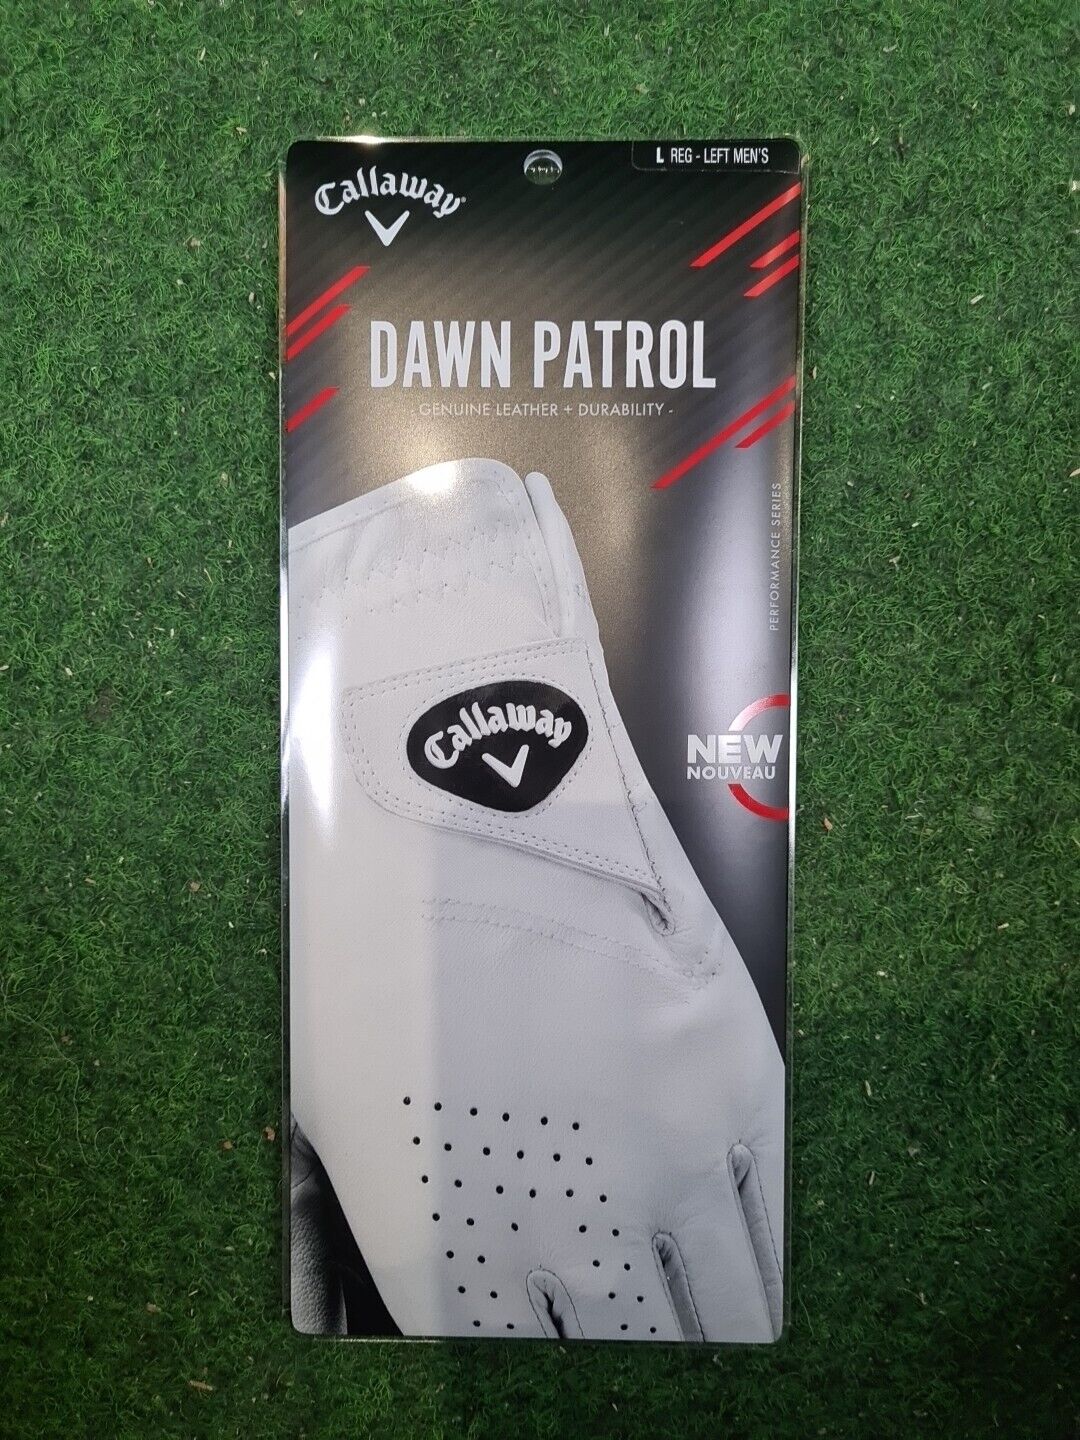 L REG - LEFT MEN'S
Callaway
DAWN PATROL
- GENUINE LEATHER + DURABILITY -
PERFORMANCE SERIES
Callaway
NEW
NOUVEAU